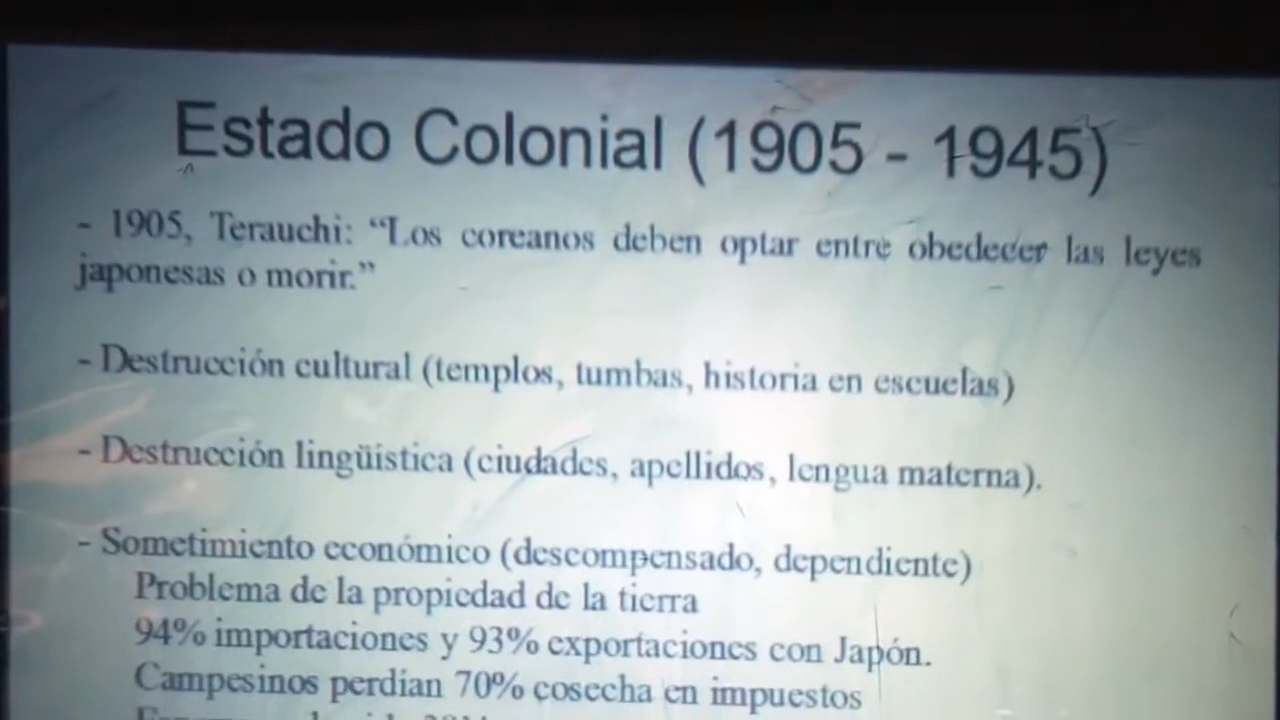 Estado Colonial (1905 - 1945)
- 1905, Terauchi: “Los coreanos deben optar entre obedecer las leyes
japonesas o morir.”
- Destrucción cultural (templos, tumbas, historia en escuelas)
- Destrucción lingüística (ciudades, apellidos, lengua materna).
- Sometimiento económico (descompensado, dependiente)
Problema de la propiedad de la tierra
94% importaciones y 93% exportaciones con Japón.
Campesinos perdían 70% cosecha en impuestos